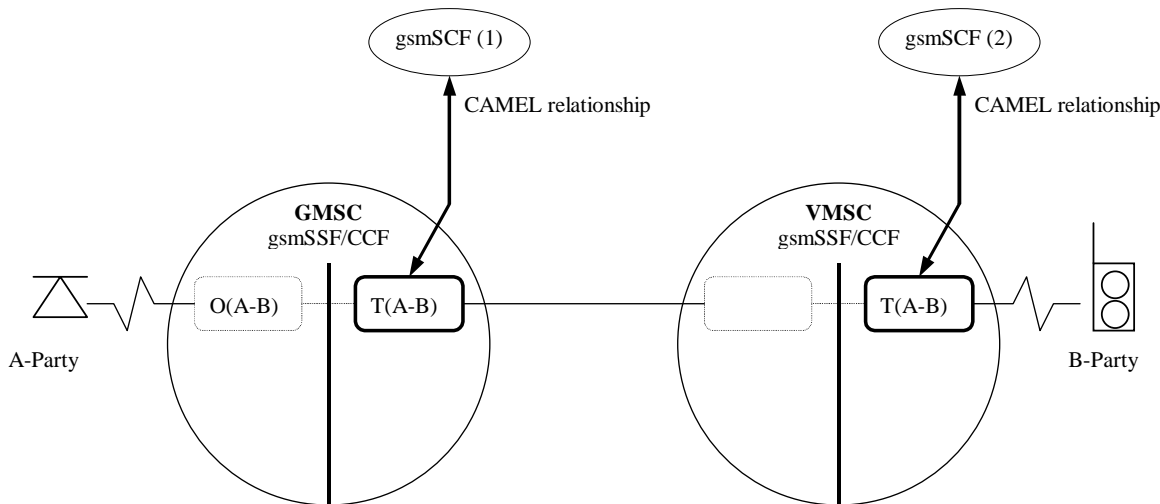 gsmSCF (1)
gsmSCF (2)
CAMEL relationship
CAMEL relationship
GMSC
gsmSSF/CCF
VMSC
gsmSSF/CCF
O(A-B)
T(A-B)
T(A-B)
A-Party
B-Party